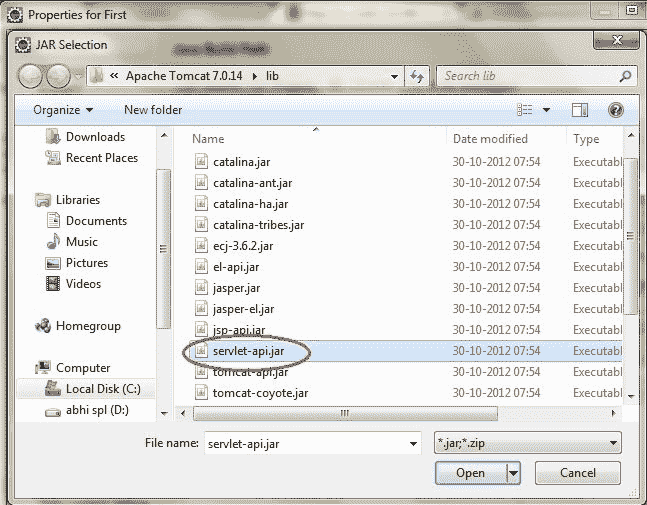 Properties for First
JAR Selection
« Apache Tomcat 7.0.14 ▸ lib
Search lib
Organize
New folder
Name
Date modified
Type
Downloads
Recent Places
Libraries
Documents
Music
Pictures
Videos
Homegroup
Computer
Local Disk (C:)
abhi spl (D:)
catalina.jar 30-10-2012 07:54 Executabl
catalina-ant.jar 30-10-2012 07:54 Executabl
catalina-ha.jar 30-10-2012 07:54 Executabl
catalina-tribes.jar 30-10-2012 07:54 Executabl
ecj-3.6.2.jar 30-10-2012 07:54 Executabl
el-api.jar 30-10-2012 07:54 Executabl
jasper.jar 30-10-2012 07:54 Executabl
jasper-el.jar 30-10-2012 07:54 Executabl
jsp-api.jar 30-10-2012 07:54 Executabl
servlet-api.jar 30-10-2012 07:54 Executabl
tomcat-api.jar 30-10-2012 07:54 Executabl
tomcat-coyote.jar 30-10-2012 07:54 Executabl
File name: servlet-api.jar
*.jar;*.zip
Open
Cancel